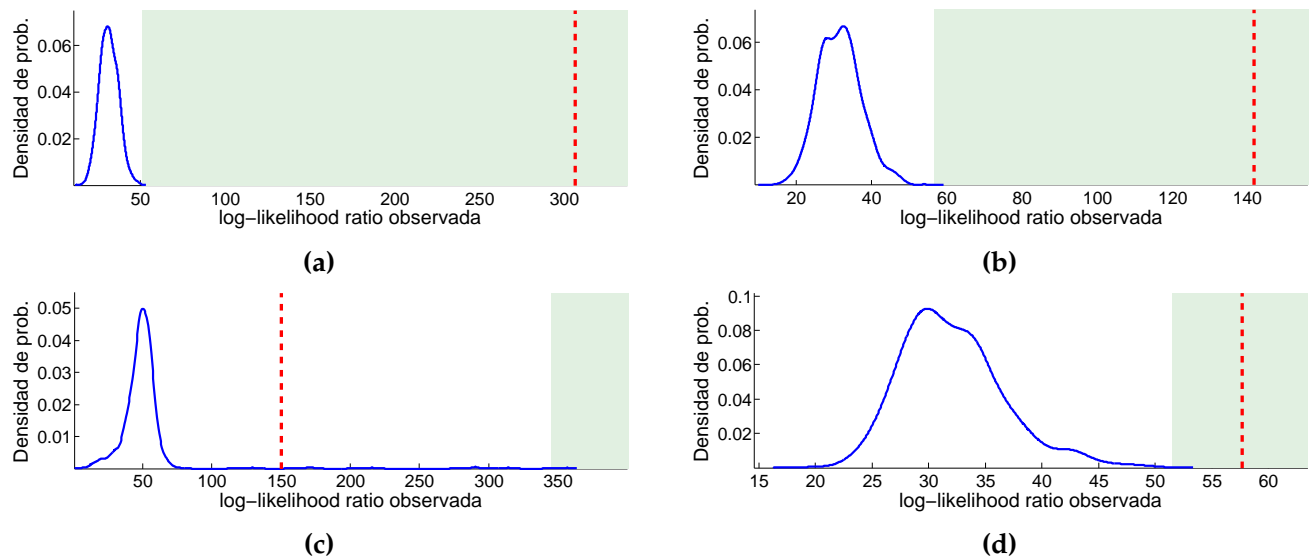 Densidad de prob.
0.06
0.04
0.02
50 100 150 200 250 300
log−likelihood ratio observada
(a)
Densidad de prob.
0.06
0.04
0.02
20 40 60 80 100 120 140
log−likelihood ratio observada
(b)
Densidad de prob.
0.05
0.04
0.03
0.02
0.01
50 100 150 200 250 300 350
log−likelihood ratio observada
(c)
Densidad de prob.
0.1
0.08
0.06
0.04
0.02
15 20 25 30 35 40 45 50 55 60
log−likelihood ratio observada
(d)